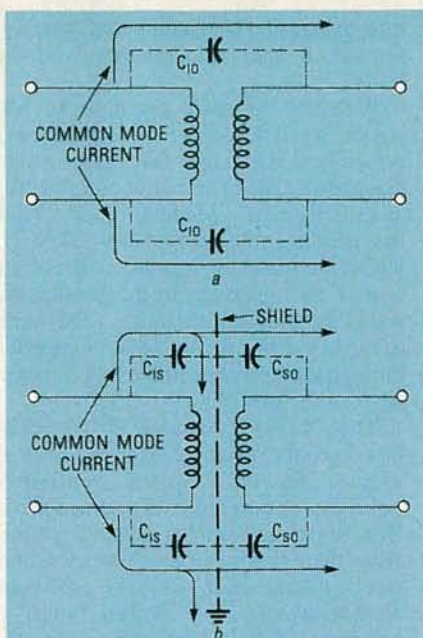 C10
COMMON MODE
CURRENT
C10
a
SHIELD
CIS
CSO
COMMON MODE
CURRENT
CIS
CSO
b